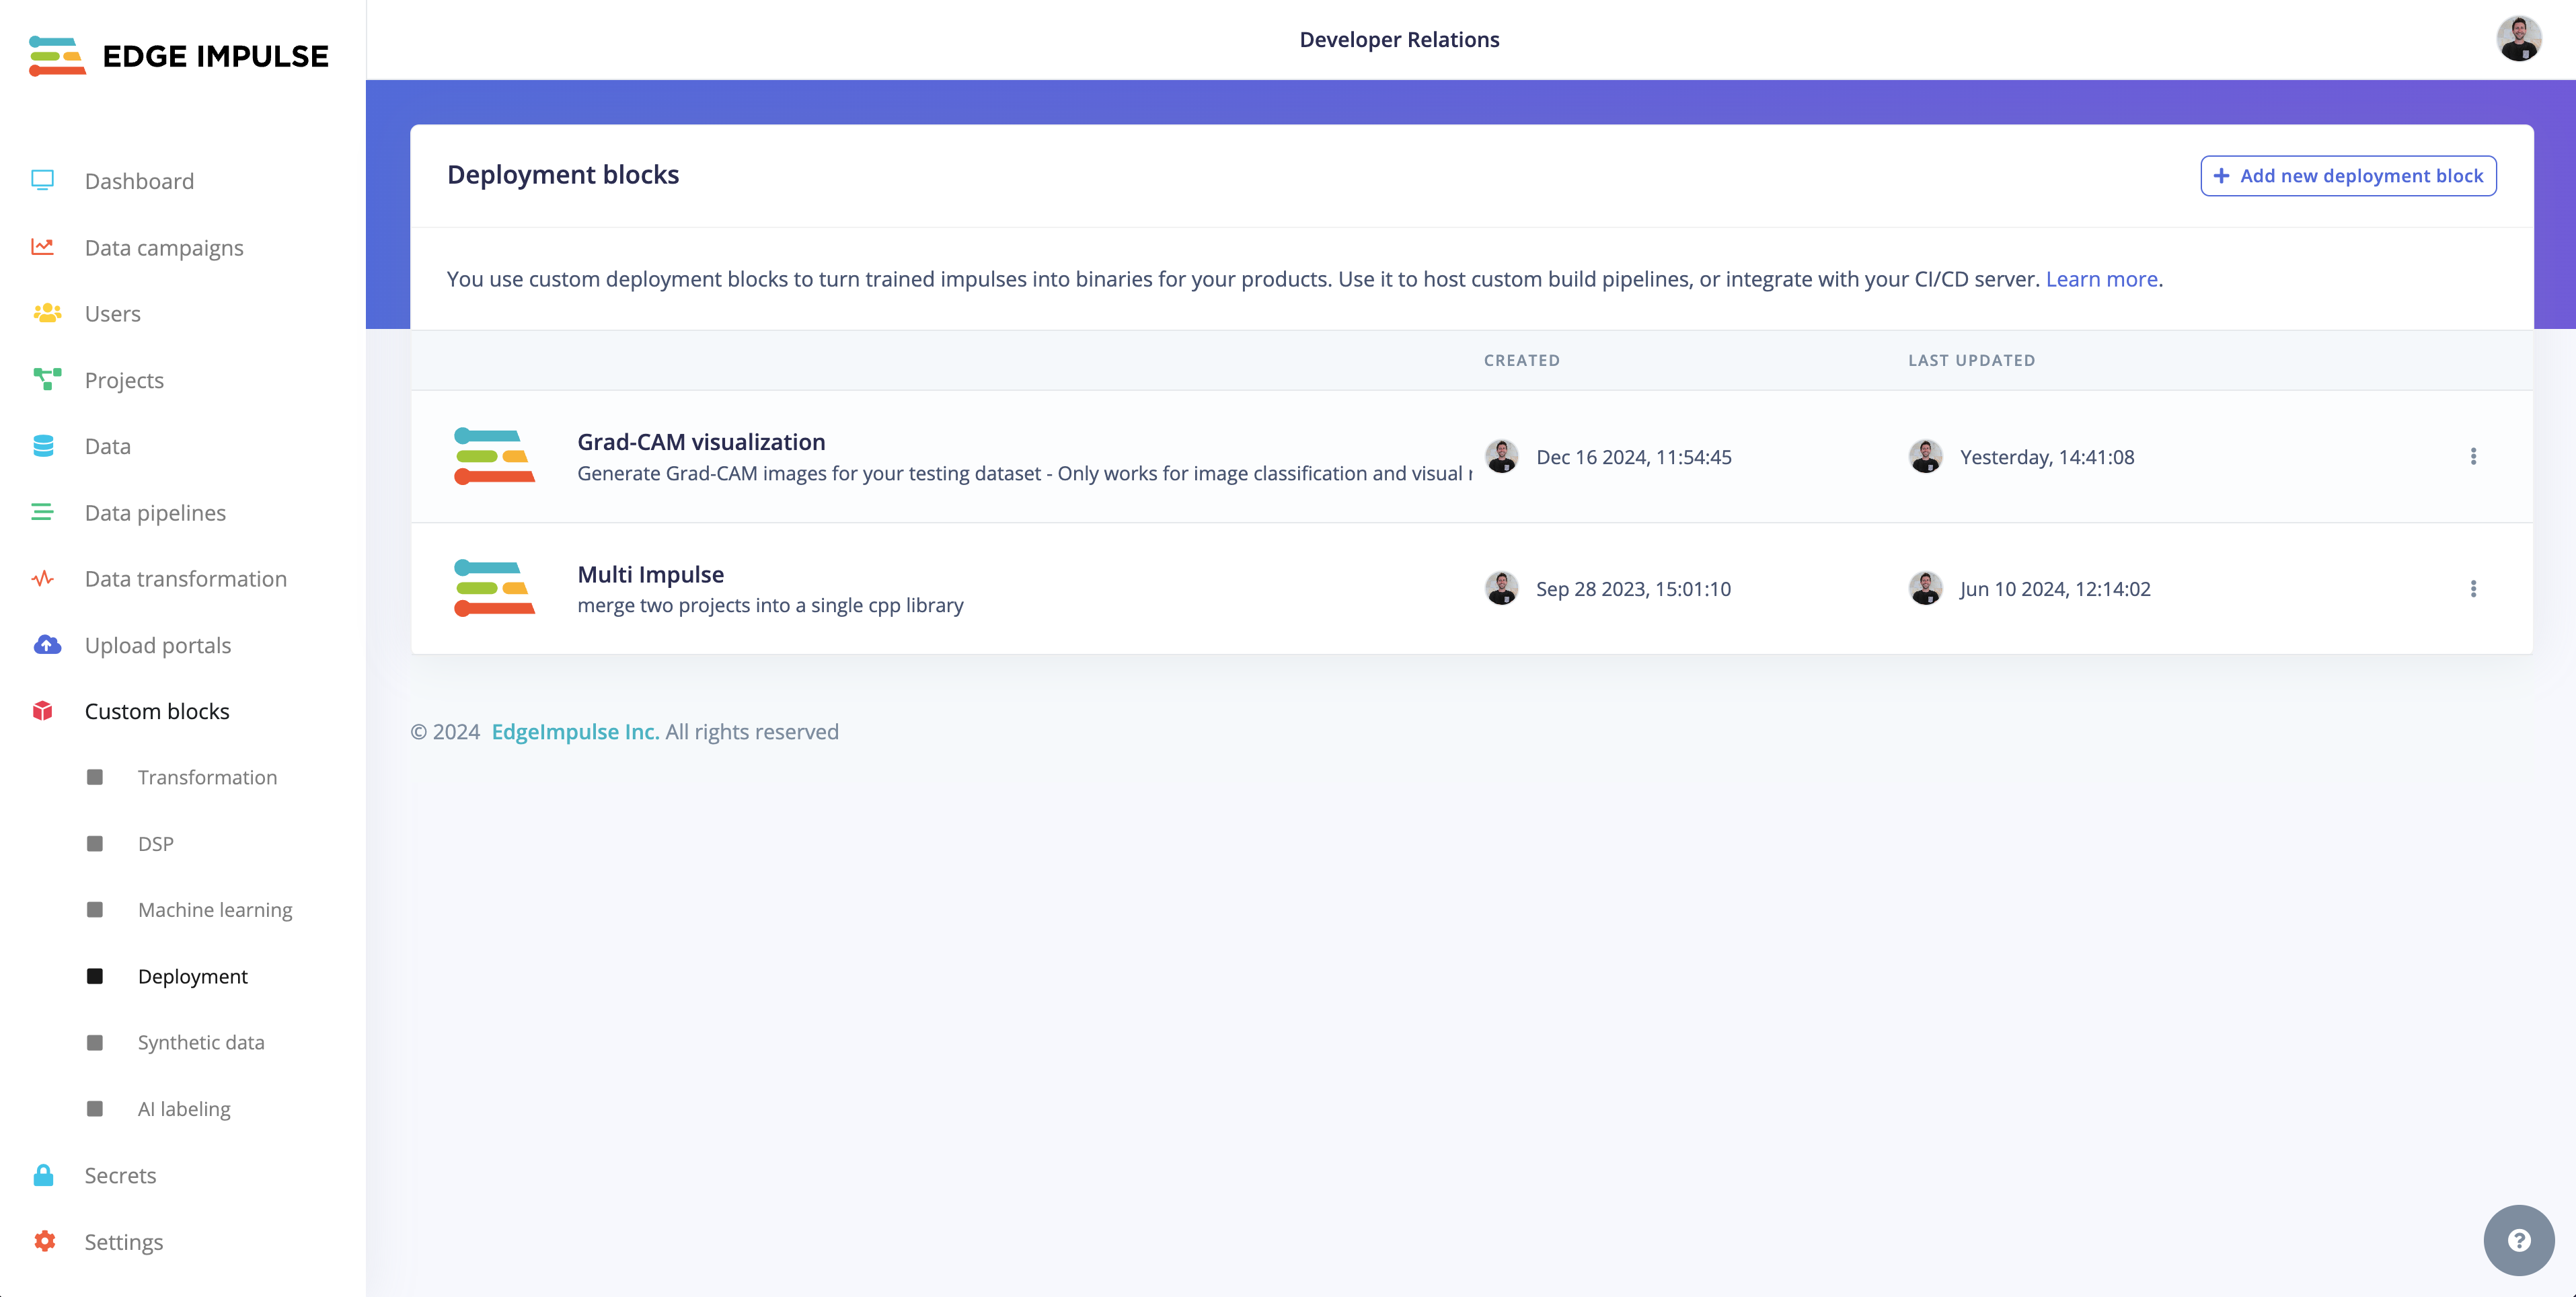 EDGE IMPULSE
Developer Relations
Dashboard
Data campaigns
Users
Projects
Data
Data pipelines
Data transformation
Upload portals
Custom blocks
Transformation
DSP
Machine learning
Deployment
Synthetic data
AI labeling
Secrets
Settings
Deployment blocks
+ Add new deployment block
You use custom deployment blocks to turn trained impulses into binaries for your products. Use it to host custom build pipelines, or integrate with your CI/CD server. Learn more.
CREATED LAST UPDATED
Grad-CAM visualization
Generate Grad-CAM images for your testing dataset - Only works for image classification and visual
Dec 16 2024, 11:54:45 Yesterday, 14:41:08
Multi Impulse
merge two projects into a single cpp library
Sep 28 2023, 15:01:10 Jun 10 2024, 12:14:02
© 2024 EdgeImpulse Inc. All rights reserved
?